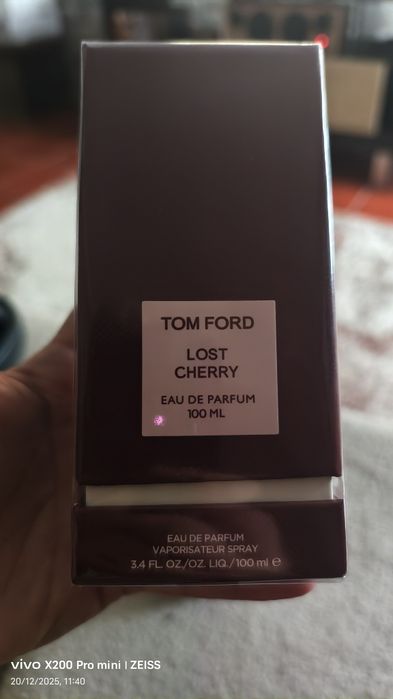 TOM FORD
LOST
CHERRY
EAU DE PARFUM
100 ML
EAU DE PARFUM
VAPORISATEUR SPRAY
3.4 FL. OZ./OZ. LIQ./100 ml ℮
vivo X200 Pro mini | ZEISS
20/12/2025, 11:40